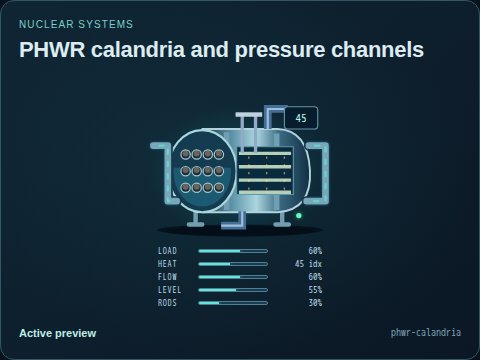 NUCLEAR SYSTEMS
PHWR calandria and pressure channels
45
LOAD 60%
HEAT 45 idx
FLOW 60%
LEVEL 55%
RODS 30%
Active preview
phwr-calandria